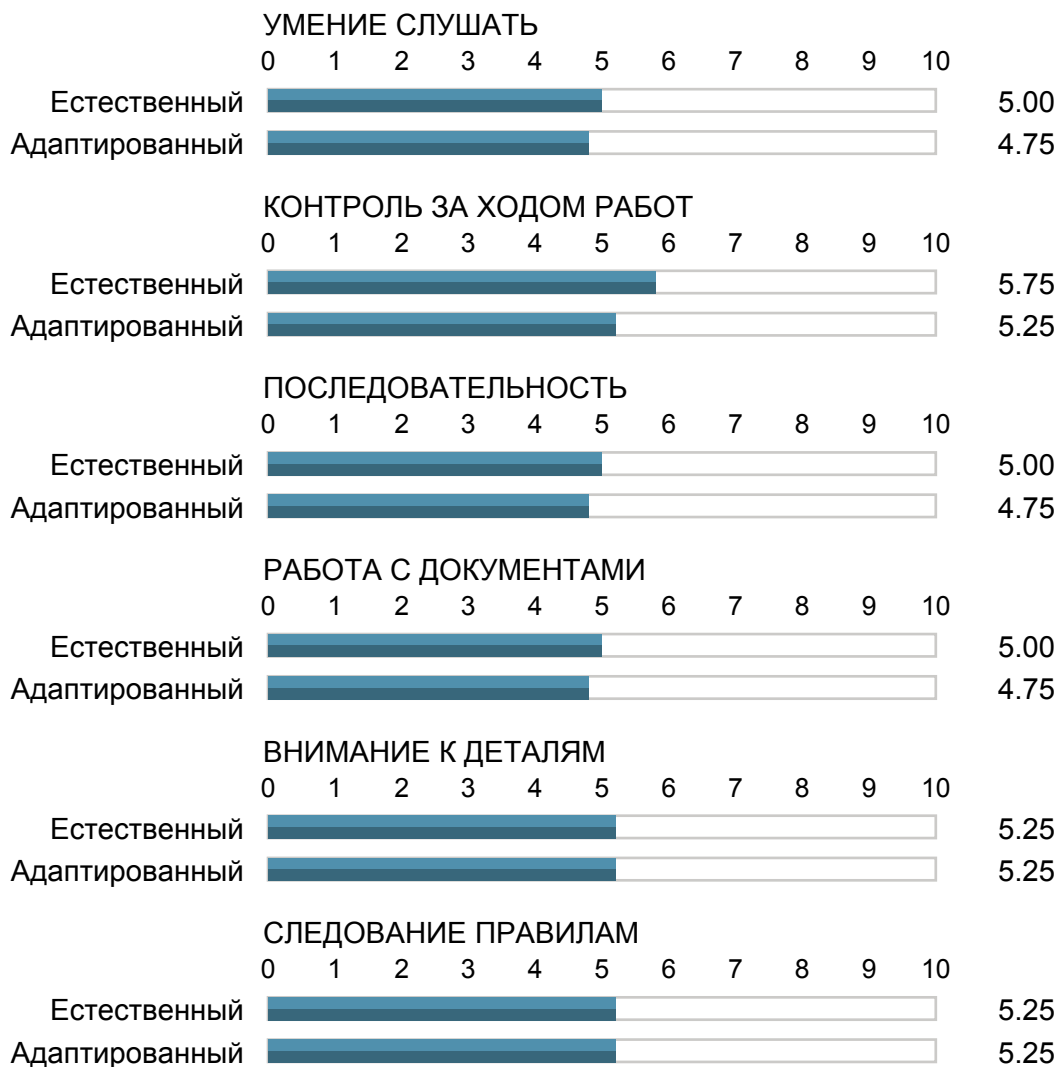 УМЕНИЕ СЛУШАТЬ
0 1 2 3 4 5 6 7 8 9 10
Естественный 5.00
Адаптированный 4.75
КОНТРОЛЬ ЗА ХОДОМ РАБОТ
0 1 2 3 4 5 6 7 8 9 10
Естественный 5.75
Адаптированный 5.25
ПОСЛЕДОВАТЕЛЬНОСТЬ
0 1 2 3 4 5 6 7 8 9 10
Естественный 5.00
Адаптированный 4.75
РАБОТА С ДОКУМЕНТАМИ
0 1 2 3 4 5 6 7 8 9 10
Естественный 5.00
Адаптированный 4.75
ВНИМАНИЕ К ДЕТАЛЯМ
0 1 2 3 4 5 6 7 8 9 10
Естественный 5.25
Адаптированный 5.25
СЛЕДОВАНИЕ ПРАВИЛАМ
0 1 2 3 4 5 6 7 8 9 10
Естественный 5.25
Адаптированный 5.25